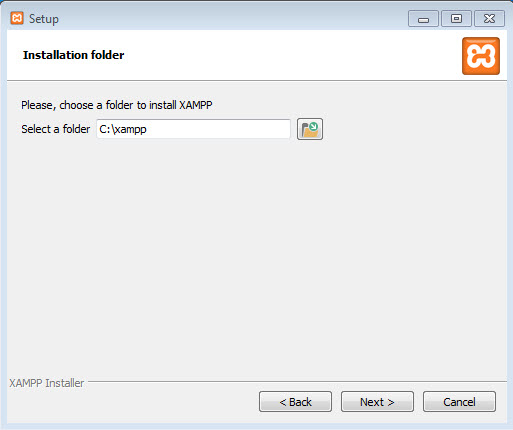 Setup
Installation folder
Please, choose a folder to install XAMPP
Select a folder C:\xampp
XAMPP Installer
< Back Next > Cancel